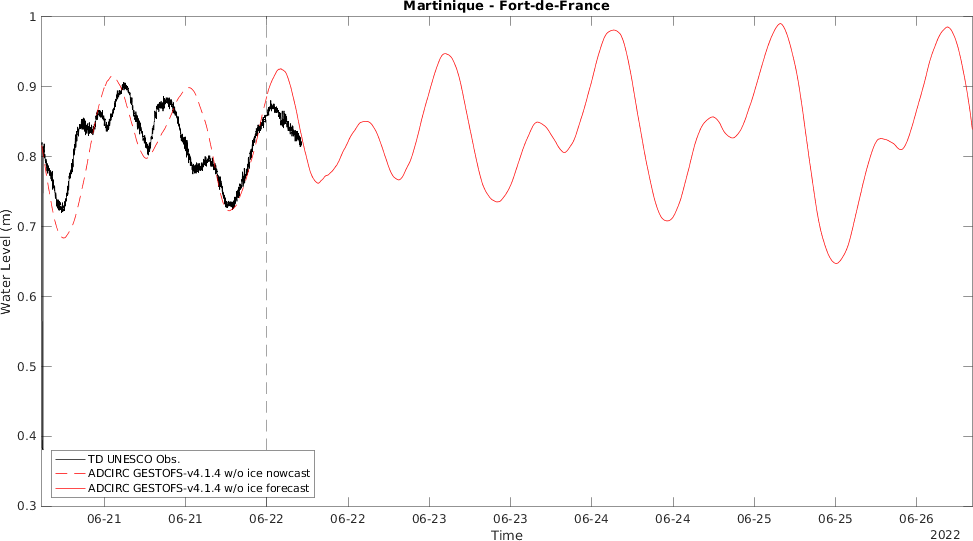 Martinique - Fort-de-France
1
0.9
0.8
0.7
0.6
0.5
0.4
0.3
Water Level (m)
TD UNESCO Obs.
ADCIRC GESTOFS-v4.1.4 w/o ice nowcast
ADCIRC GESTOFS-v4.1.4 w/o ice forecast
06-21 06-21 06-22 06-22 06-23 06-23 06-24 06-24 06-25 06-25 06-26
Time
2022